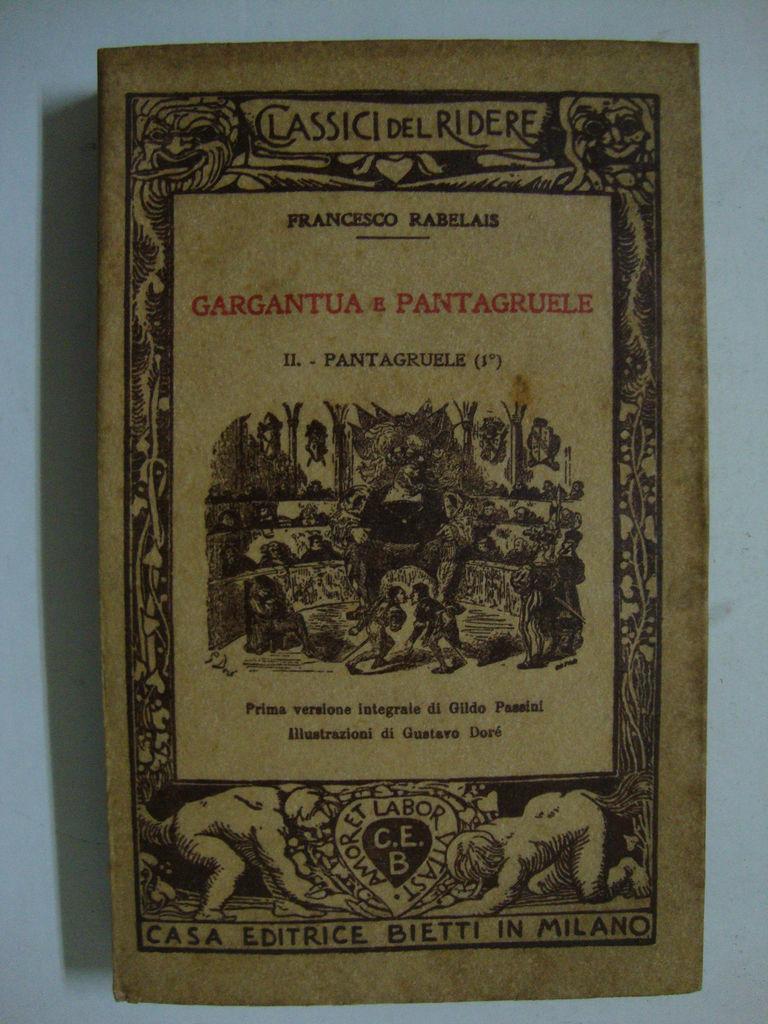 CLASSICI DEL RIDERE
FRANCESCO RABELAIS
GARGANTUA E PANTAGRUELE
II. - PANTAGRUELE (1°)
Prima versione integrale di Gildo Passini
Illustrazioni di Gustavo Doré
AMOR ET LABOR VITAST
C.E.
B
CASA EDITRICE BIETTI IN MILANO